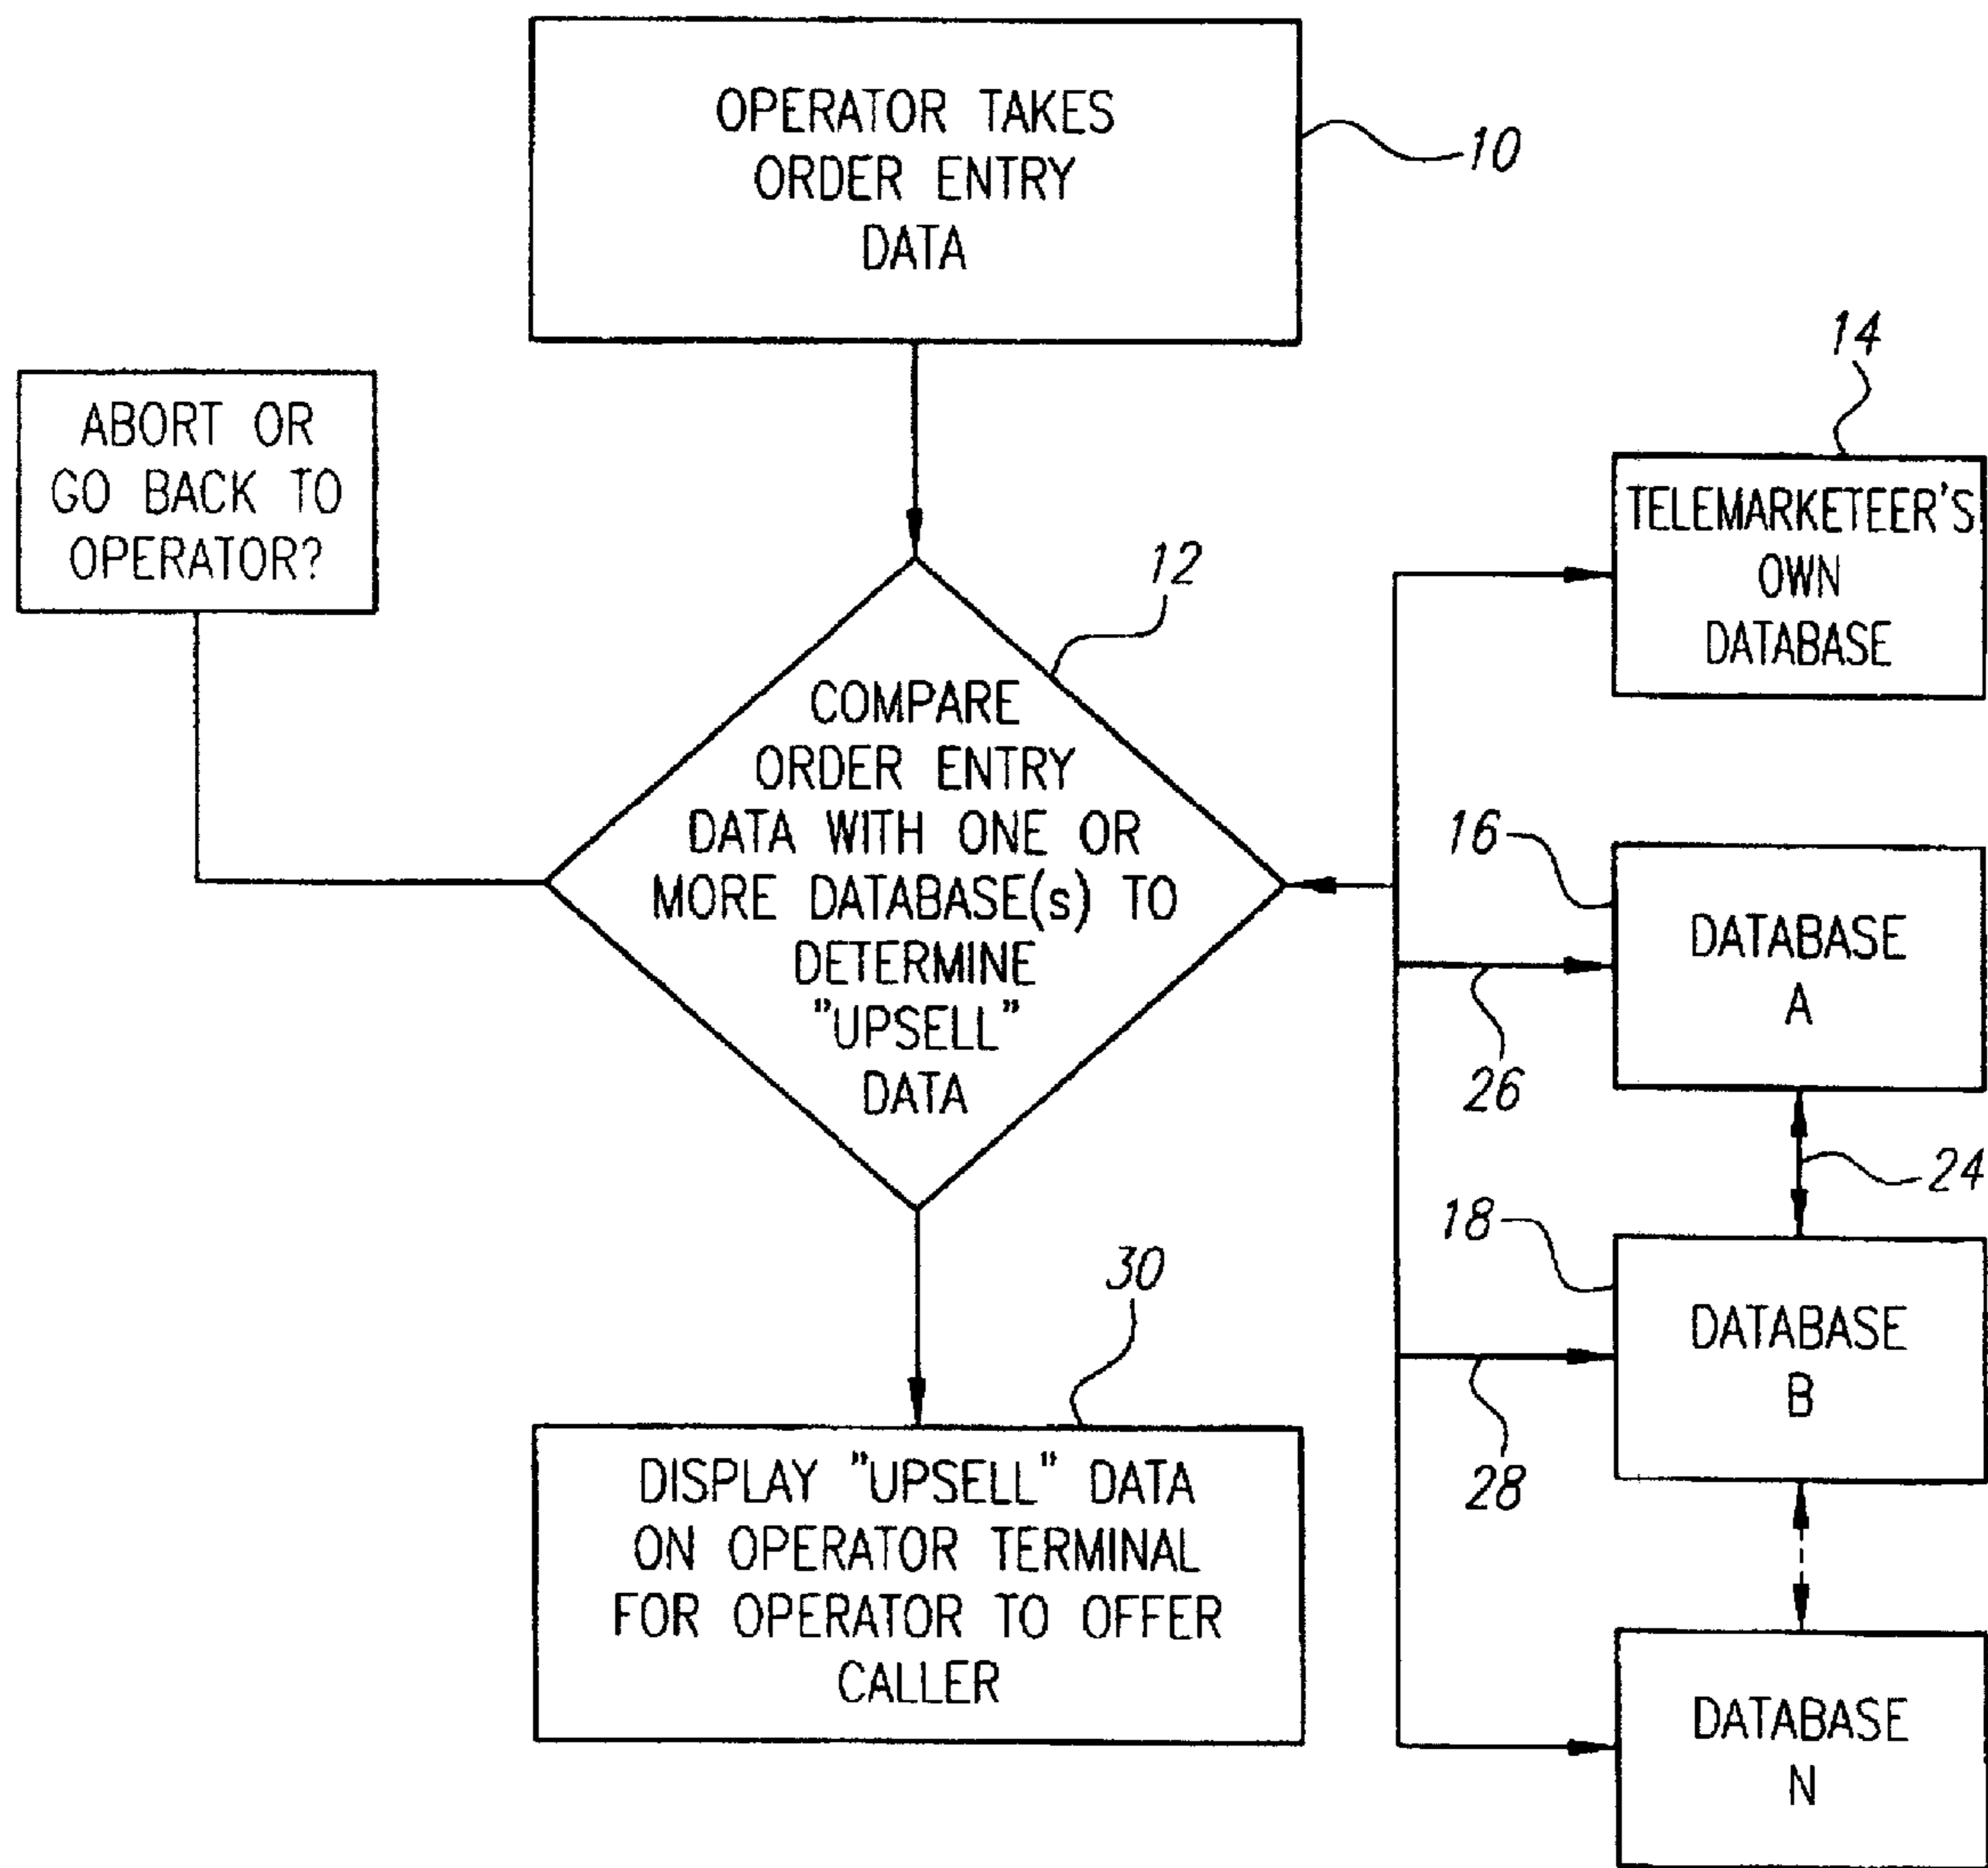 OPERATOR TAKES
ORDER ENTRY
DATA
10
ABORT OR
GO BACK TO
OPERATOR?
12
COMPARE
ORDER ENTRY
DATA WITH ONE OR
MORE DATABASE(s) TO
DETERMINE
"UPSELL"
DATA
14
TELEMARKETEER'S
OWN
DATABASE
16
DATABASE
A
26
24
18
DATABASE
B
28
30
DISPLAY "UPSELL" DATA
ON OPERATOR TERMINAL
FOR OPERATOR TO OFFER
CALLER
DATABASE
N